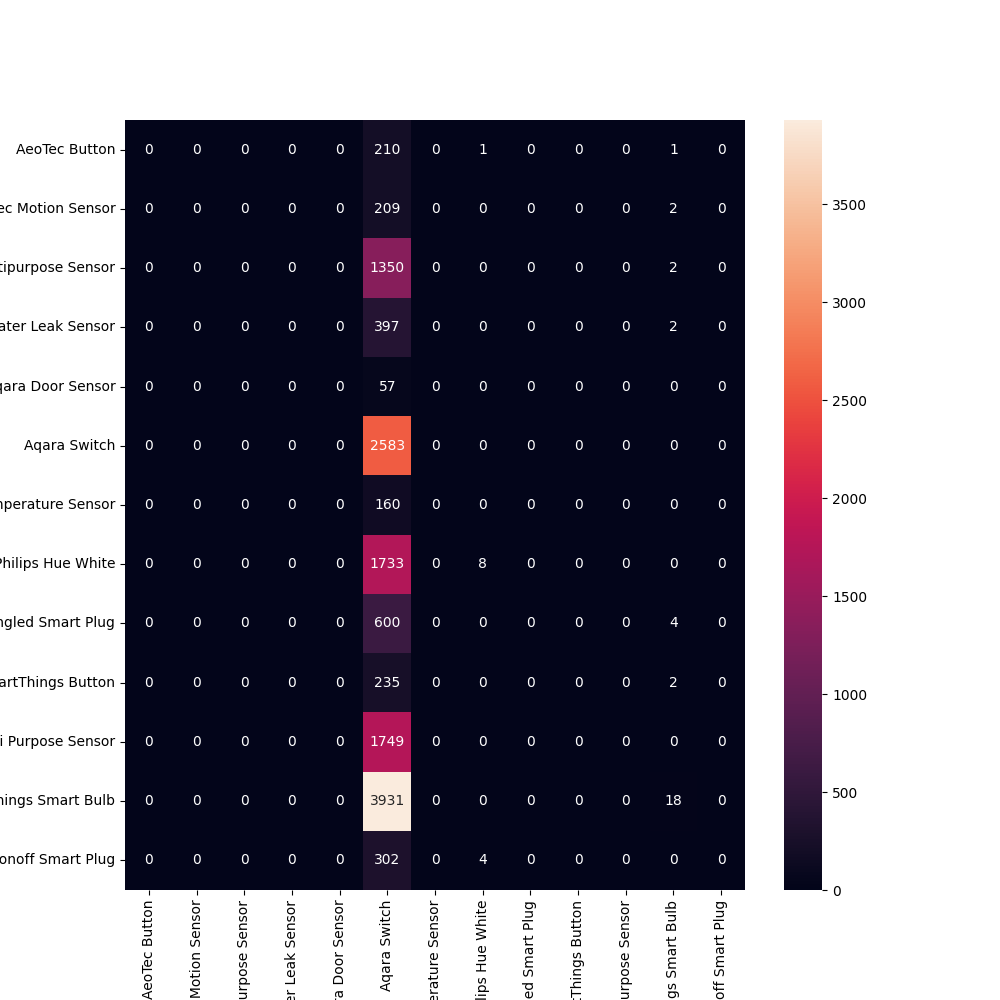 AeoTec Button 0 0 0 0 0 210 0 1 0 0 0 1 0
ec Motion Sensor 0 0 0 0 0 209 0 0 0 0 0 2 0
3500
tipurpose Sensor 0 0 0 0 0 1350 0 0 0 0 0 2 0
3000
ater Leak Sensor 0 0 0 0 0 397 0 0 0 0 0 2 0
qara Door Sensor 0 0 0 0 0 57 0 0 0 0 0 0 0
2500
Aqara Switch 0 0 0 0 0 2583 0 0 0 0 0 0 0
2000
nperature Sensor 0 0 0 0 0 160 0 0 0 0 0 0 0
Philips Hue White 0 0 0 0 0 1733 0 8 0 0 0 0 0
1500
ngled Smart Plug 0 0 0 0 0 600 0 0 0 0 0 4 0
artThings Button 0 0 0 0 0 235 0 0 0 0 0 2 0
1000
i Purpose Sensor 0 0 0 0 0 1749 0 0 0 0 0 0 0
500
nings Smart Bulb 0 0 0 0 0 3931 0 0 0 0 0 18 0
onoff Smart Plug 0 0 0 0 0 302 0 4 0 0 0 0 0
0
AeoTec Button
Motion Sensor
urpose Sensor
er Leak Sensor
ra Door Sensor
Aqara Switch
erature Sensor
lips Hue White
ed Smart Plug
tThings Button
urpose Sensor
gs Smart Bulb
off Smart Plug